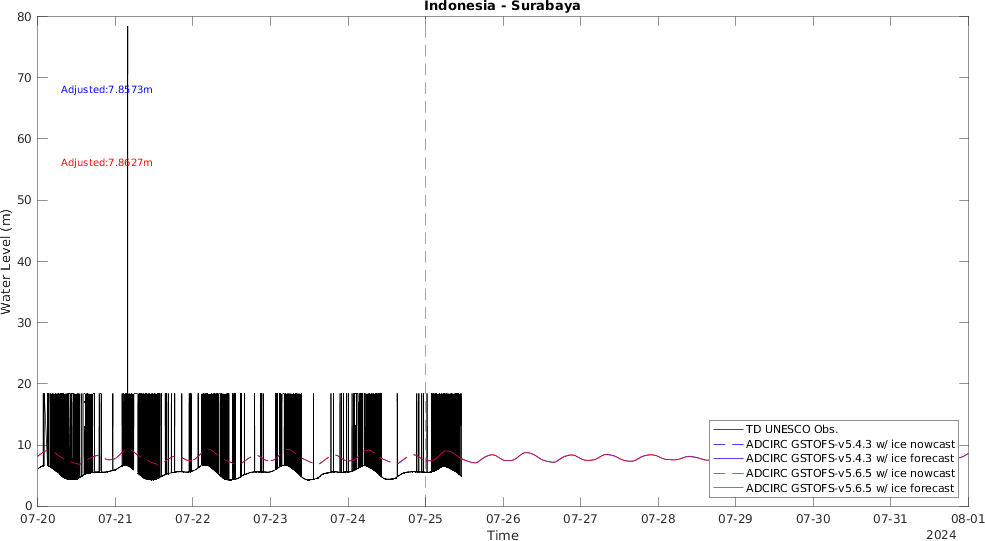 Indonesia - Surabaya
80
70
60
50
40
30
20
10
0
Water Level (m)
Adjusted:7.8573m
Adjusted:7.8627m
TD UNESCO Obs.
ADCIRC GSTOFS-v5.4.3 w/ ice nowcast
ADCIRC GSTOFS-v5.4.3 w/ ice forecast
ADCIRC GSTOFS-v5.6.5 w/ ice nowcast
ADCIRC GSTOFS-v5.6.5 w/ ice forecast
07-20 07-21 07-22 07-23 07-24 07-25 07-26 07-27 07-28 07-29 07-30 07-31 08-01
Time
2024